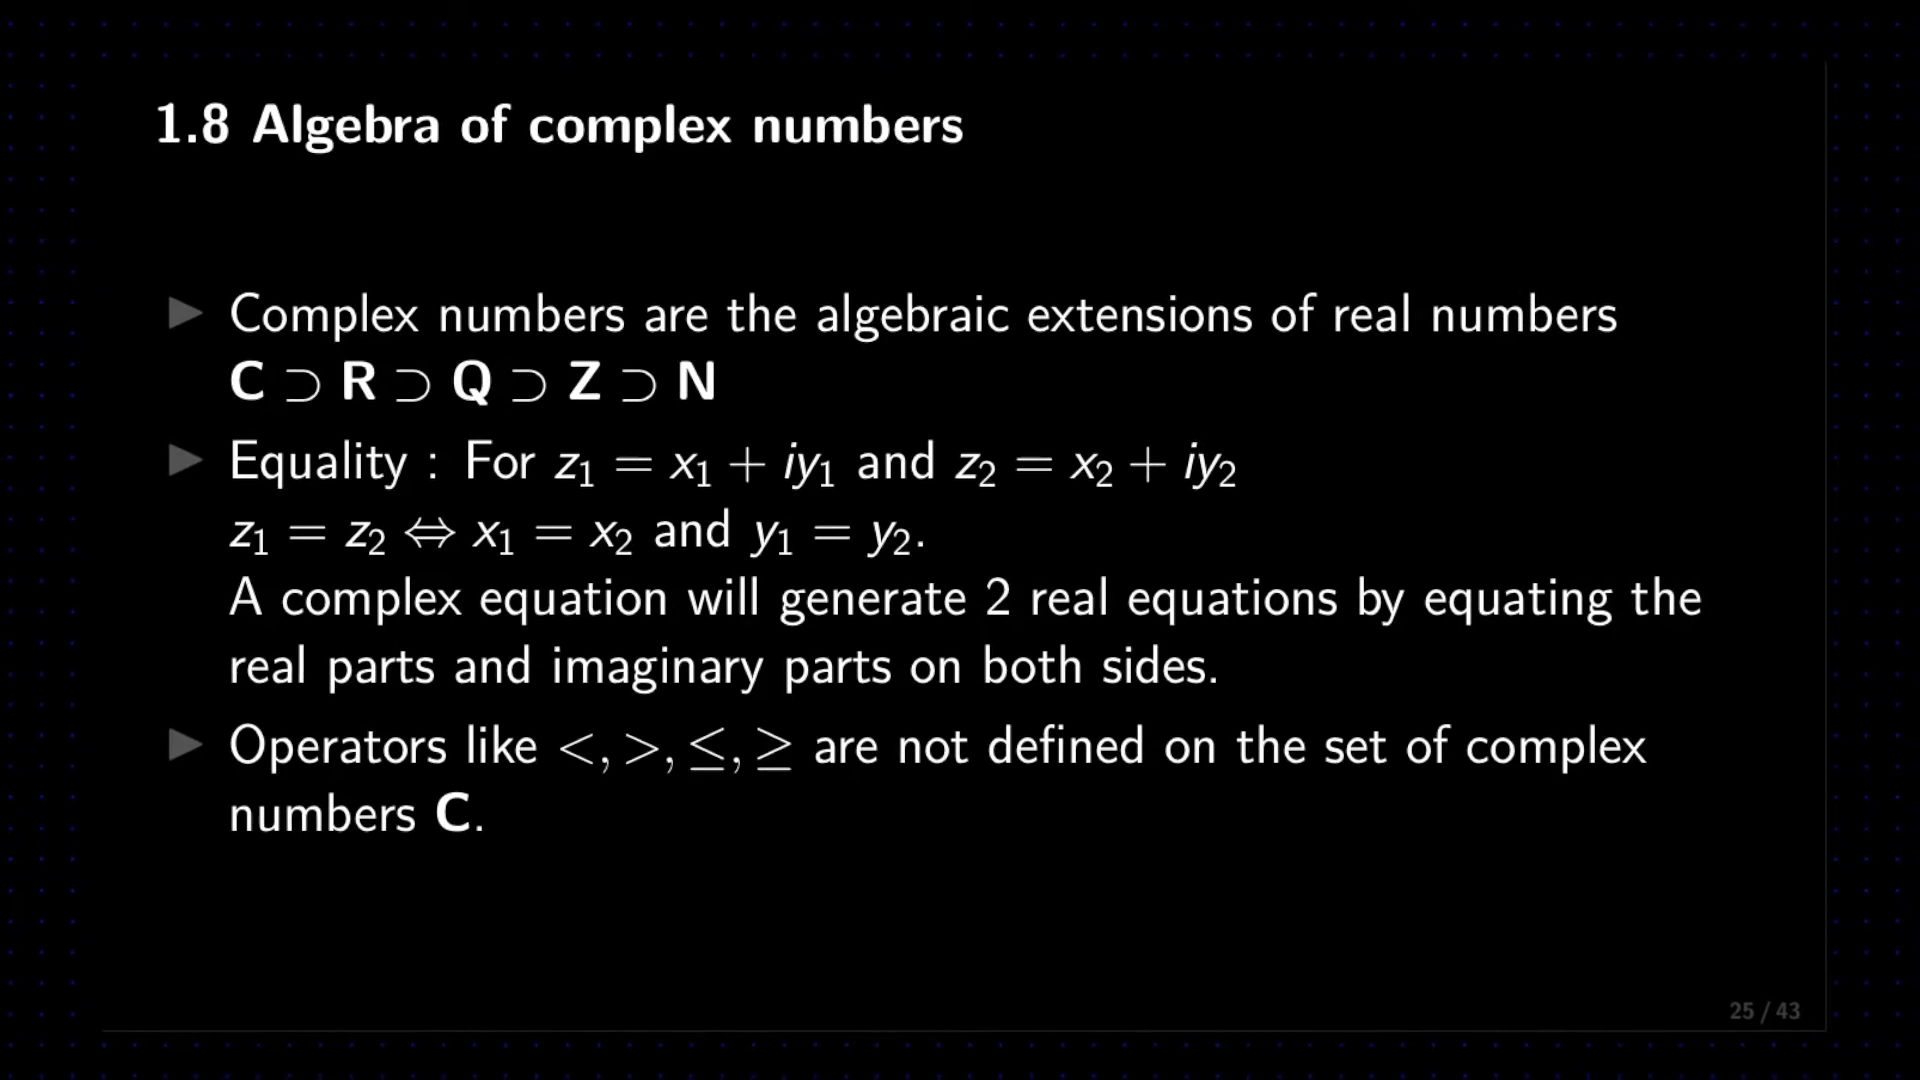 1.8 Algebra of complex numbers
▶ Complex numbers are the algebraic extensions of real numbers
C ⊃ R ⊃ Q ⊃ Z ⊃ N
▶ Equality : For z₁ = x₁ + iy₁ and z₂ = x₂ + iy₂
z₁ = z₂ ⇔ x₁ = x₂ and y₁ = y₂.
A complex equation will generate 2 real equations by equating the
real parts and imaginary parts on both sides.
▶ Operators like <, >, ≤, ≥ are not defined on the set of complex
numbers C.
25 / 43